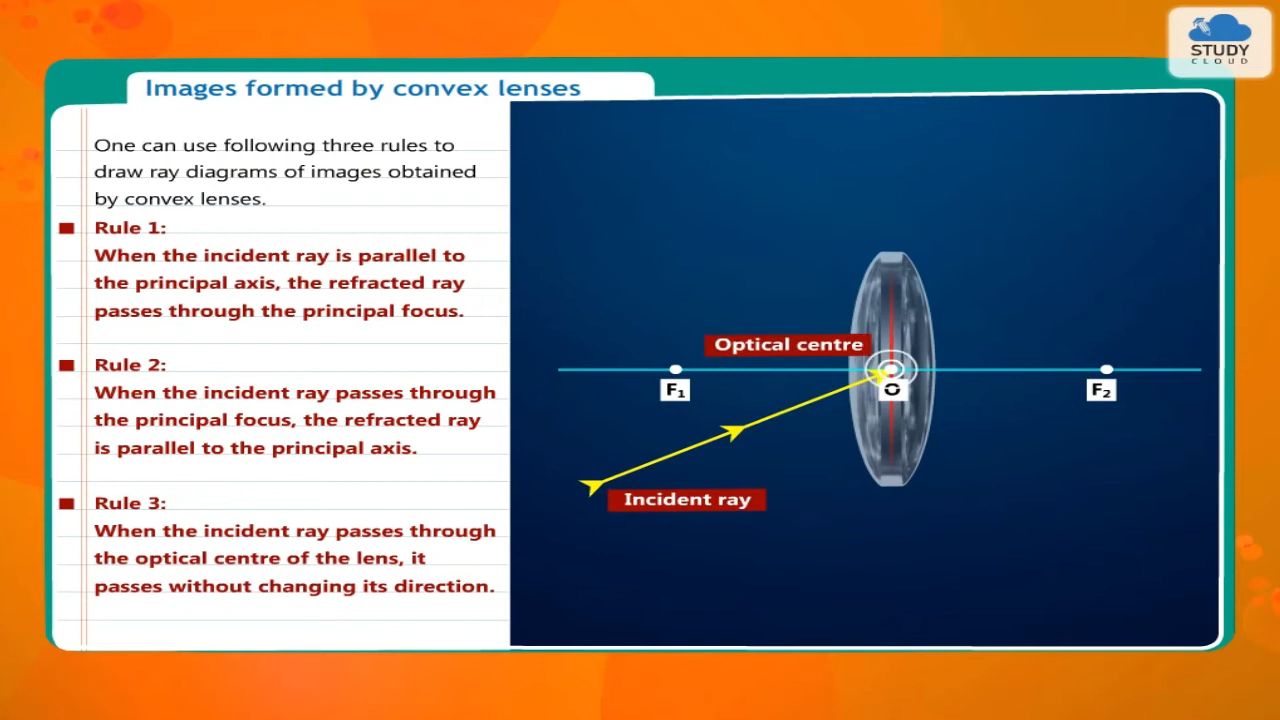 STUDY
CLOUD
Images formed by convex lenses
One can use following three rules to
draw ray diagrams of images obtained
by convex lenses.
Rule 1:
When the incident ray is parallel to
the principal axis, the refracted ray
passes through the principal focus.
Rule 2:
When the incident ray passes through
the principal focus, the refracted ray
is parallel to the principal axis.
Rule 3:
When the incident ray passes through
the optical centre of the lens, it
passes without changing its direction.
Optical centre
F₁
O
F₂
Incident ray